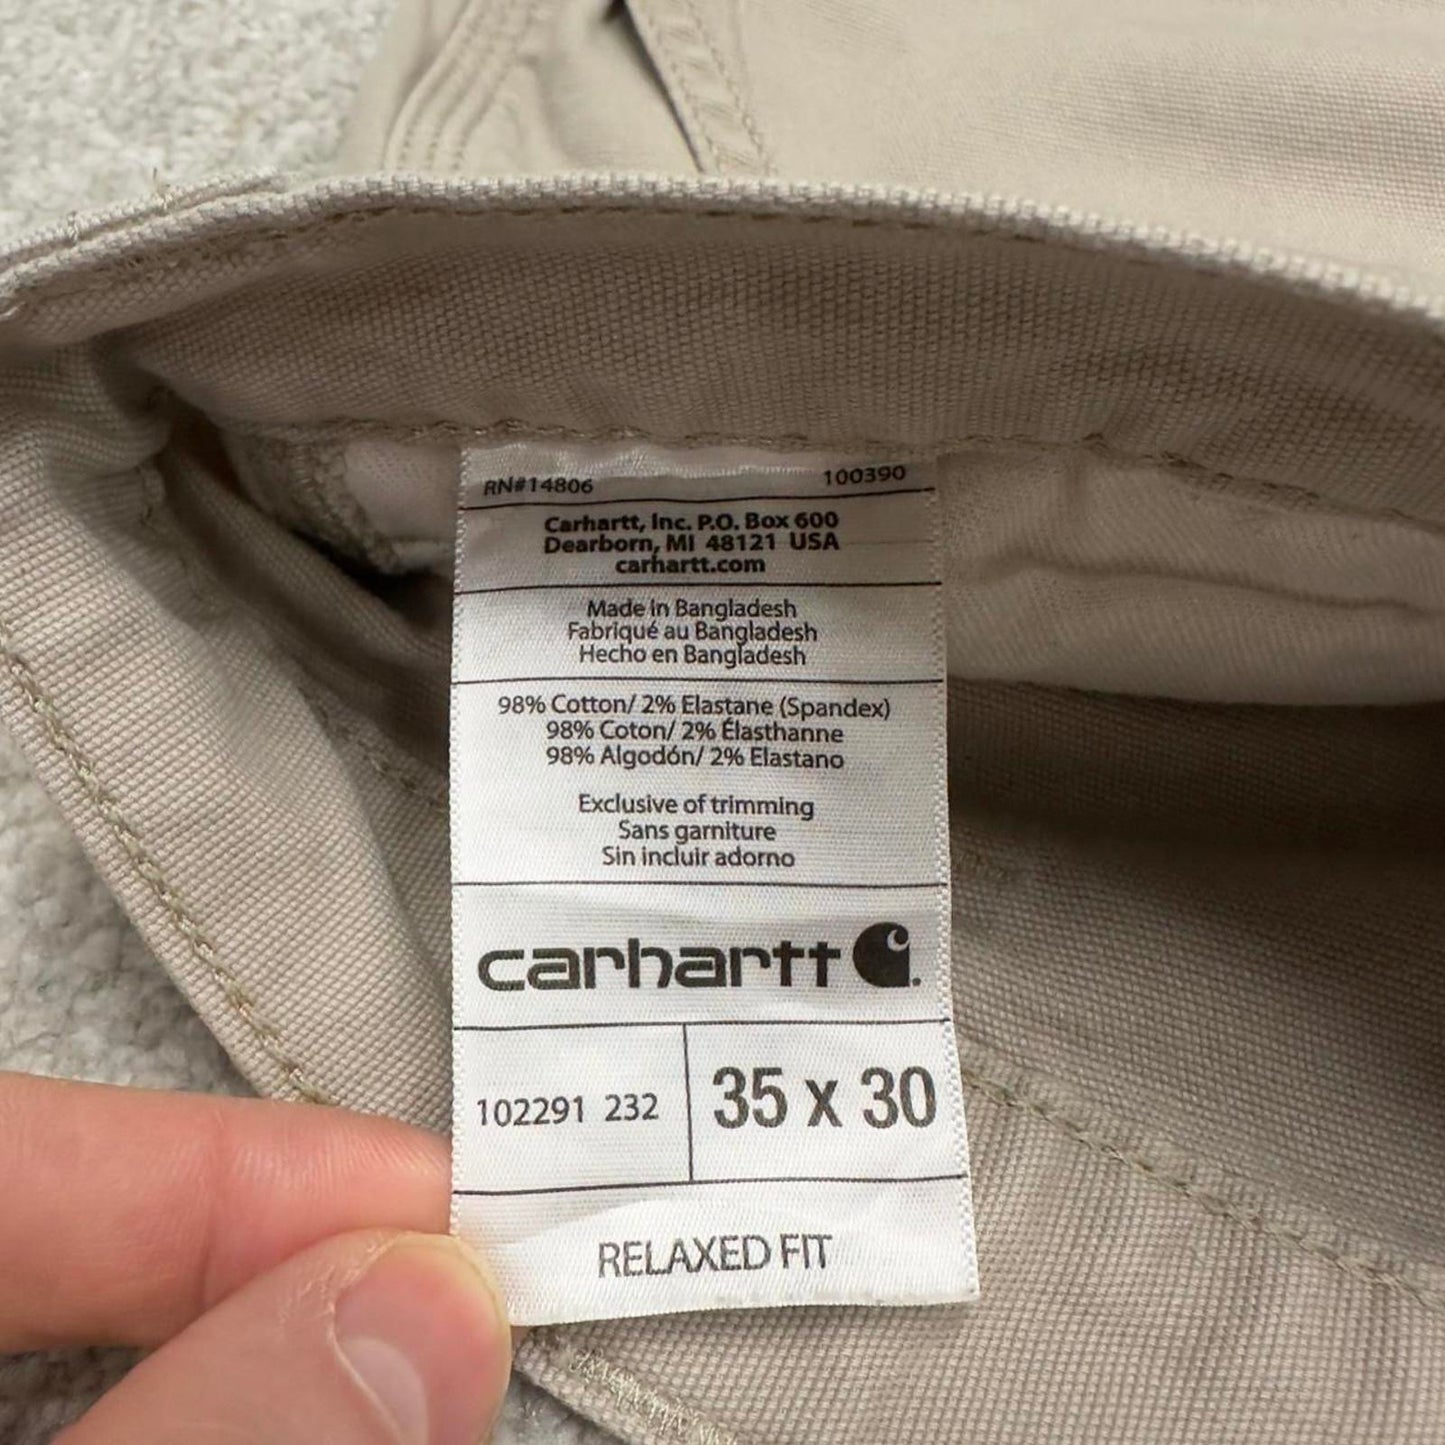 RN#14806 100390
Carhartt, Inc. P.O. Box 600
Dearborn, MI 48121 USA
carhartt.com
Made in Bangladesh
Fabriqué au Bangladesh
Hecho en Bangladesh
98% Cotton/ 2% Elastane (Spandex)
98% Coton/ 2% Élasthanne
98% Algodón/ 2% Elastano
Exclusive of trimming
Sans garniture
Sin incluir adorno
carhartt
102291 232 35 x 30
RELAXED FIT